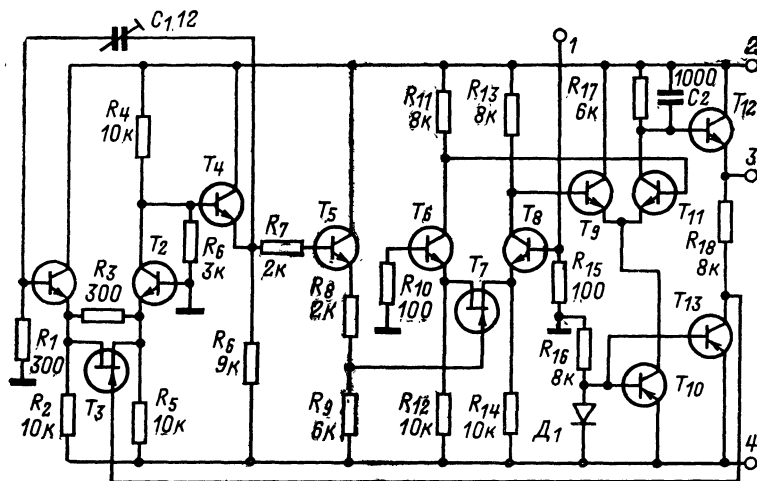 C1 12
1
2
R4
10к
R11
8к
R13
8к
R17
6к
1000
C2
T12
3
T4
T2
R6
3к
R7
2к
T5
T6
T8
T9
T11
R3
300
R8
2к
R10
100
T7
R15
100
R18
8к
R1
300
R6
9к
R16
8к
T13
T10
R2
10к
T3
R5
10к
R9
6к
R12
10к
R14
10к
Д1
4